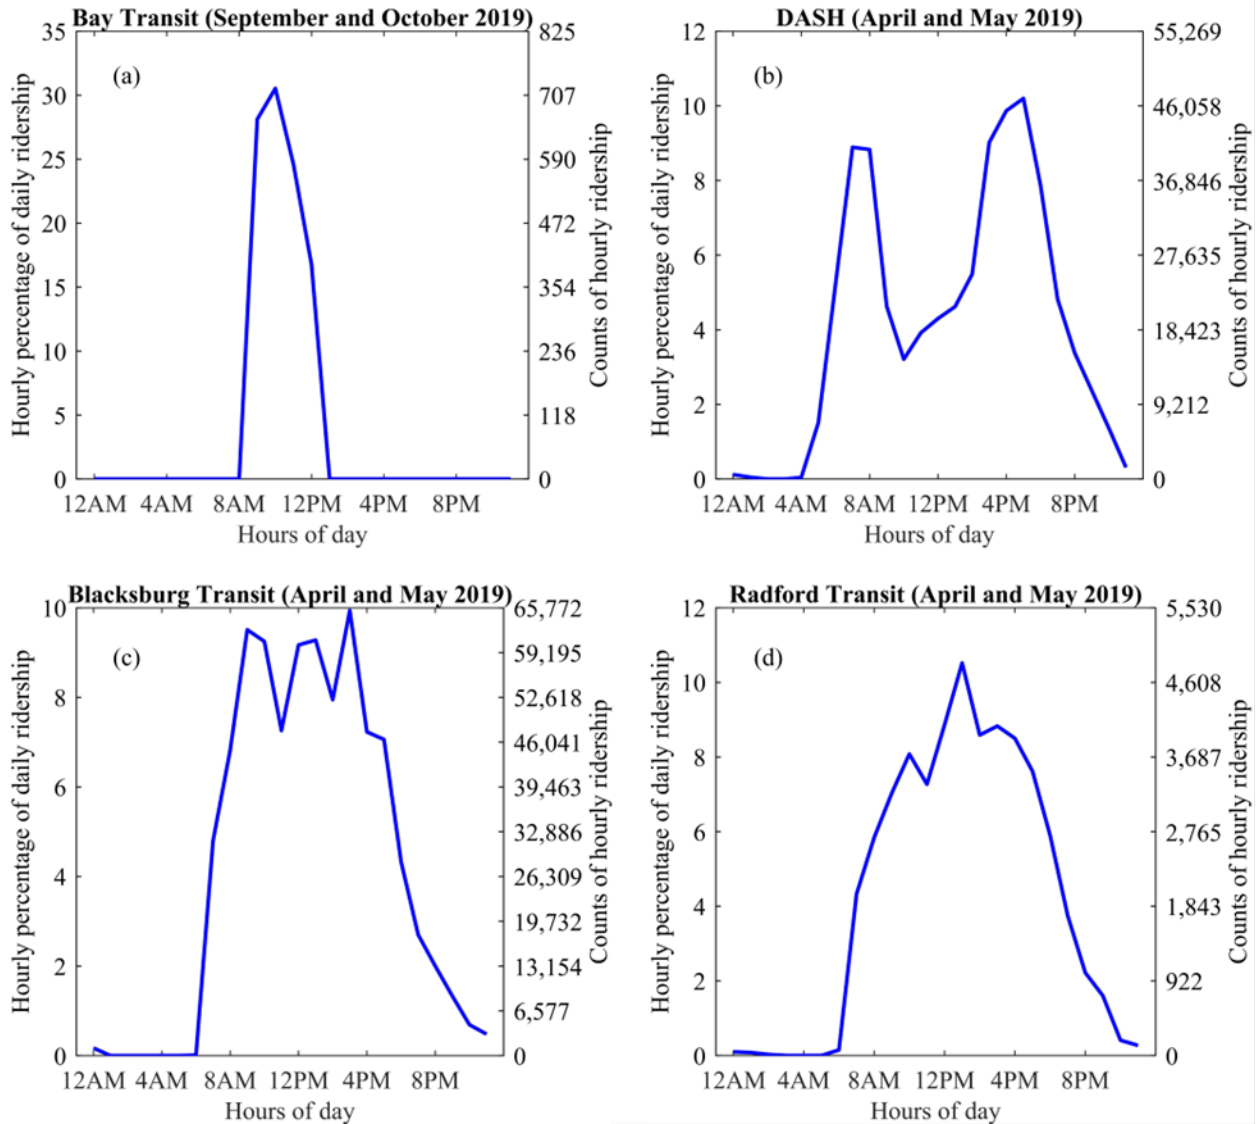 Bay Transit (September and October 2019)
(a)
Hourly percentage of daily ridership
35
30
25
20
15
10
5
0
825
707
590
472
354
236
118
0
Counts of hourly ridership
12AM 4AM 8AM 12PM 4PM 8PM
Hours of day
DASH (April and May 2019)
(b)
Hourly percentage of daily ridership
12
10
8
6
4
2
0
55,269
46,058
36,846
27,635
18,423
9,212
0
Counts of hourly ridership
12AM 4AM 8AM 12PM 4PM 8PM
Hours of day
Blacksburg Transit (April and May 2019)
(c)
Hourly percentage of daily ridership
10
8
6
4
2
0
65,772
59,195
52,618
46,041
39,463
32,886
26,309
19,732
13,154
6,577
0
Counts of hourly ridership
12AM 4AM 8AM 12PM 4PM 8PM
Hours of day
Radford Transit (April and May 2019)
(d)
Hourly percentage of daily ridership
12
10
8
6
4
2
0
5,530
4,608
3,687
2,765
1,843
922
0
Counts of hourly ridership
12AM 4AM 8AM 12PM 4PM 8PM
Hours of day